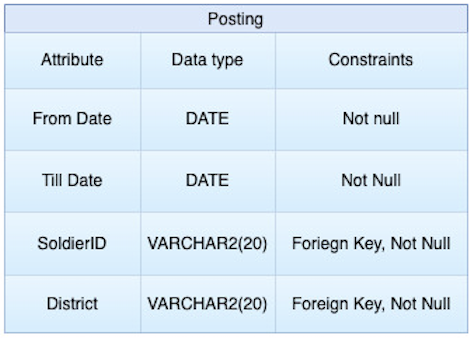 Posting
Attribute Data type Constraints
From Date DATE Not null
Till Date DATE Not Null
SoldierID VARCHAR2(20) Foriegn Key, Not Null
District VARCHAR2(20) Foreign Key, Not Null